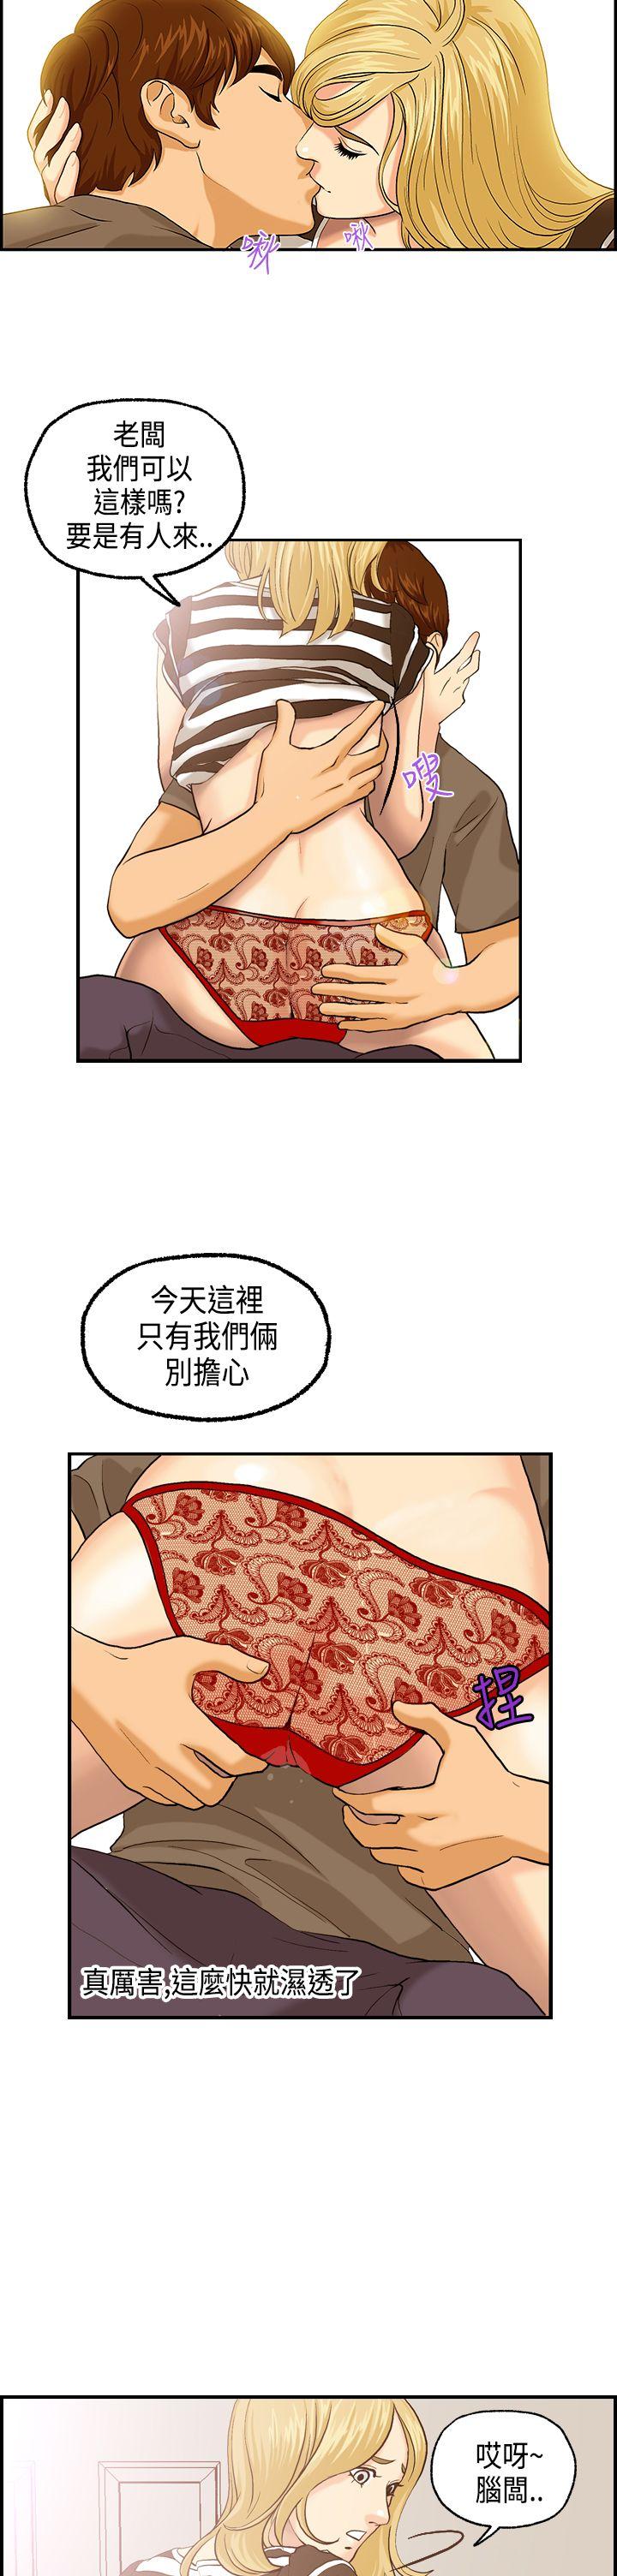 啾
啾
老闆
我們可以
這樣嗎?
要是有人來..
嗖
今天這裡
只有我們倆
別擔心
捏
真厲害,這麼快就濕透了
哎呀~
腦闆..